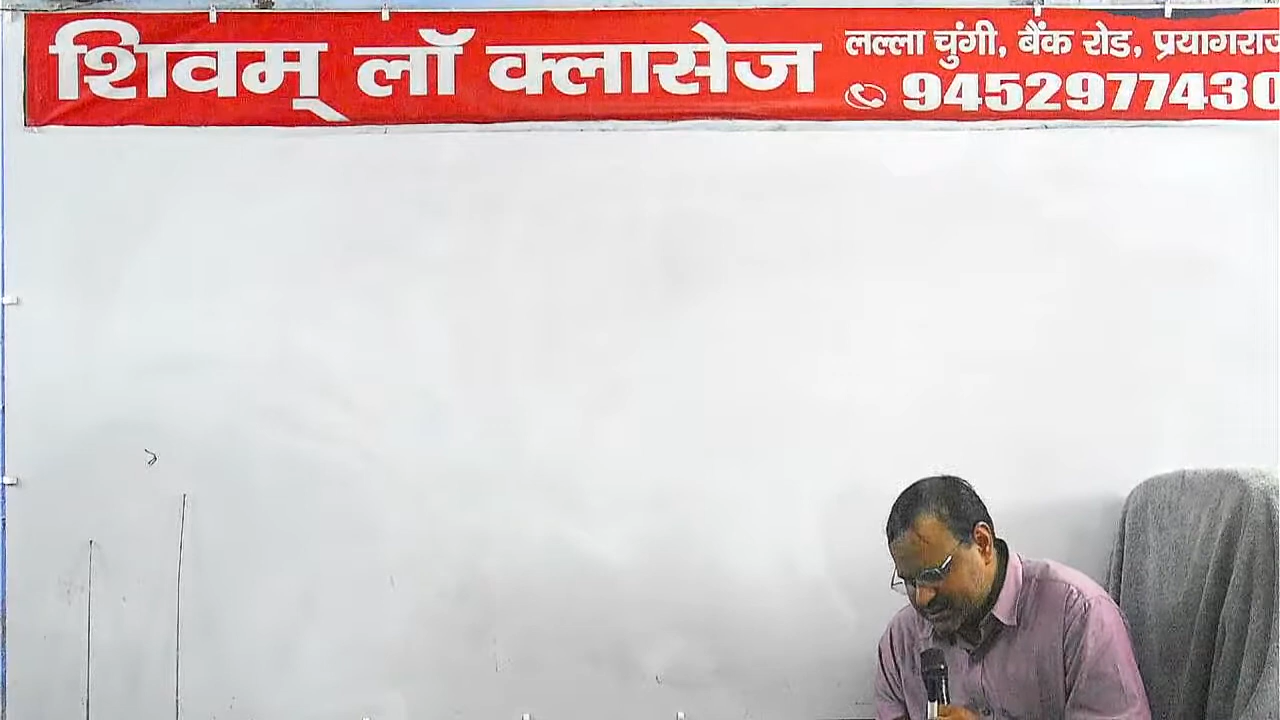 शिवम् लॉ क्लासेज
लल्ला चुंगी, बैंक रोड, प्रयागराज
9452977430